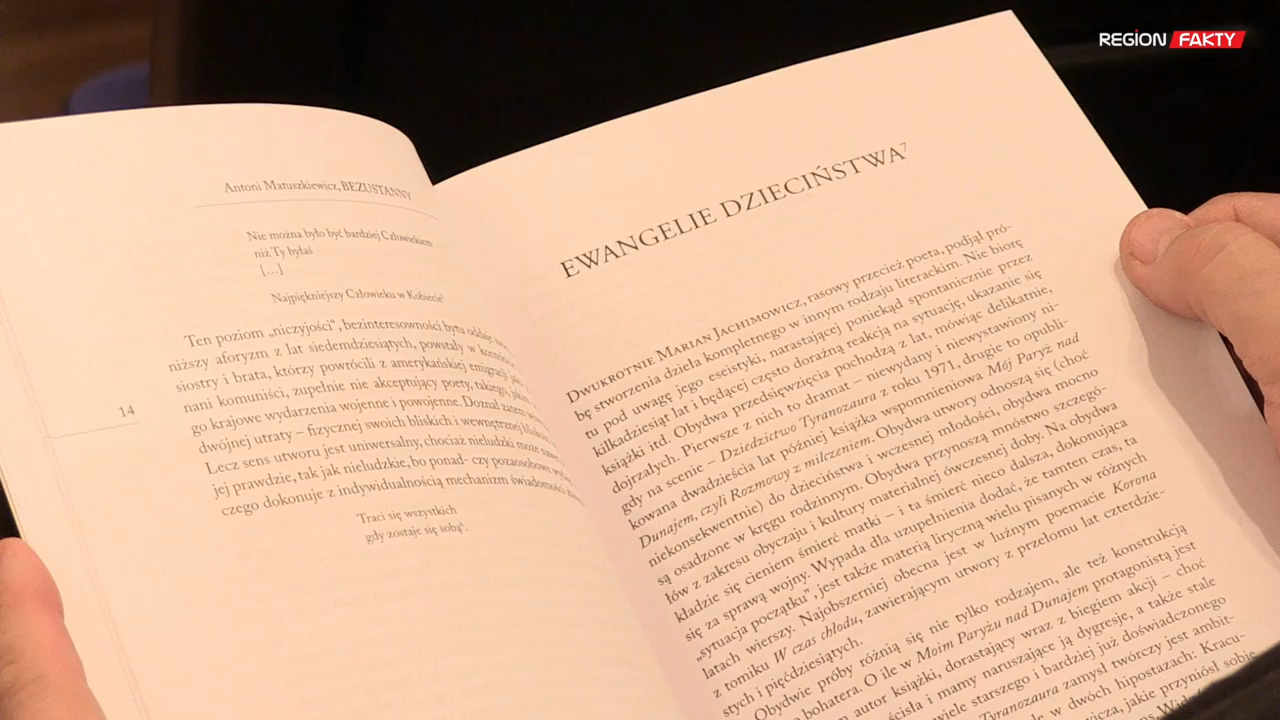 REGION FAKTY
Antoni Matuszkiewicz, BEZUSTANNY
Nie można było być bardziej Człowiekiem
niż Ty byłaś
[…]
Najpiękniejszy Człowieku w Kobiecie
Ten poziom „niczyjości”, bezinteresowności bytu oddaje
niższy aforyzm z lat siedemdziesiątych, powstały w
siostry i brata, którzy powrócili z amerykańskiej emigracji
nani komuniści, zupełnie nie akceptujący poety, takiego,
go krajowe wydarzenia wojenne i powojenne. Doznał zatem
dwójnej utraty – fizycznej swoich bliskich i wewnętrznej
Lecz sens utworu jest uniwersalny, chociaż nieludzki może
jej prawdzie, tak jak nieludzkie, bo ponad- czy pozaosobowe
czego dokonuje z indywidualnością mechanizm świadomości
Traci się wszystkich
gdy zostaje się sobą⁶.
14
EWANGELIE DZIECIŃSTWA⁷
Dwukrotnie Marian Jachimowicz, rasowy przecież poeta, podjął pró-
bę stworzenia dzieła kompletnego w innym rodzaju literackim. Nie biorę
tu pod uwagę jego eseistyki, narastającej poniekąd spontanicznie przez
kilkadziesiąt lat i będącej często doraźną reakcją na sytuację, ukazanie się
książki itd. Obydwa przedsięwzięcia pochodzą z lat, mówiąc delikatnie,
dojrzałych. Pierwsze z nich to dramat – niewydany i niewystawiony ni-
gdy na scenie – Dziedzictwo Tyranozaura z roku 1971, drugie to opubli-
kowana dwadzieścia lat później książka wspomnieniowa Mój Paryż nad
Dunajem, czyli Rozmowy z milczeniem. Obydwa utwory odnoszą się (choć
niekonsekwentnie) do dzieciństwa i wczesnej młodości, obydwa mocno
są osadzone w kręgu rodzinnym. Obydwa przynoszą mnóstwo szczegó-
łów z zakresu obyczaju i kultury materialnej ówczesnej doby. Na obydwa
kładzie się cieniem śmierć matki – i ta śmierć nieco dalsza, dokonująca
się za sprawą wojny. Wypada dla uzupełnienia dodać, że tamten czas, ta
„sytuacja początku”, jest także materią liryczną wielu pisanych w różnych
latach wierszy. Najobszerniej obecna jest w luźnym poemacie Korona
z tomiku W czas chłodu, zawierającym utwory z przełomu lat czterdzie-
stych i pięćdziesiątych.
Obydwie próby różnią się nie tylko rodzajem, ale też konstrukcją
bohatera. O ile w Moim Paryżu nad Dunajem protagonistą jest
autor książki, dorastający wraz z biegiem akcji – choć
ścisła i mamy naruszające ją dygresje, a także stale
wiele starszego i bardziej już doświadczonego
Tyranozaura zamysł twórczy jest ambit-
w dwóch hipostazach: Kracu-
jakie przyniósł sobie